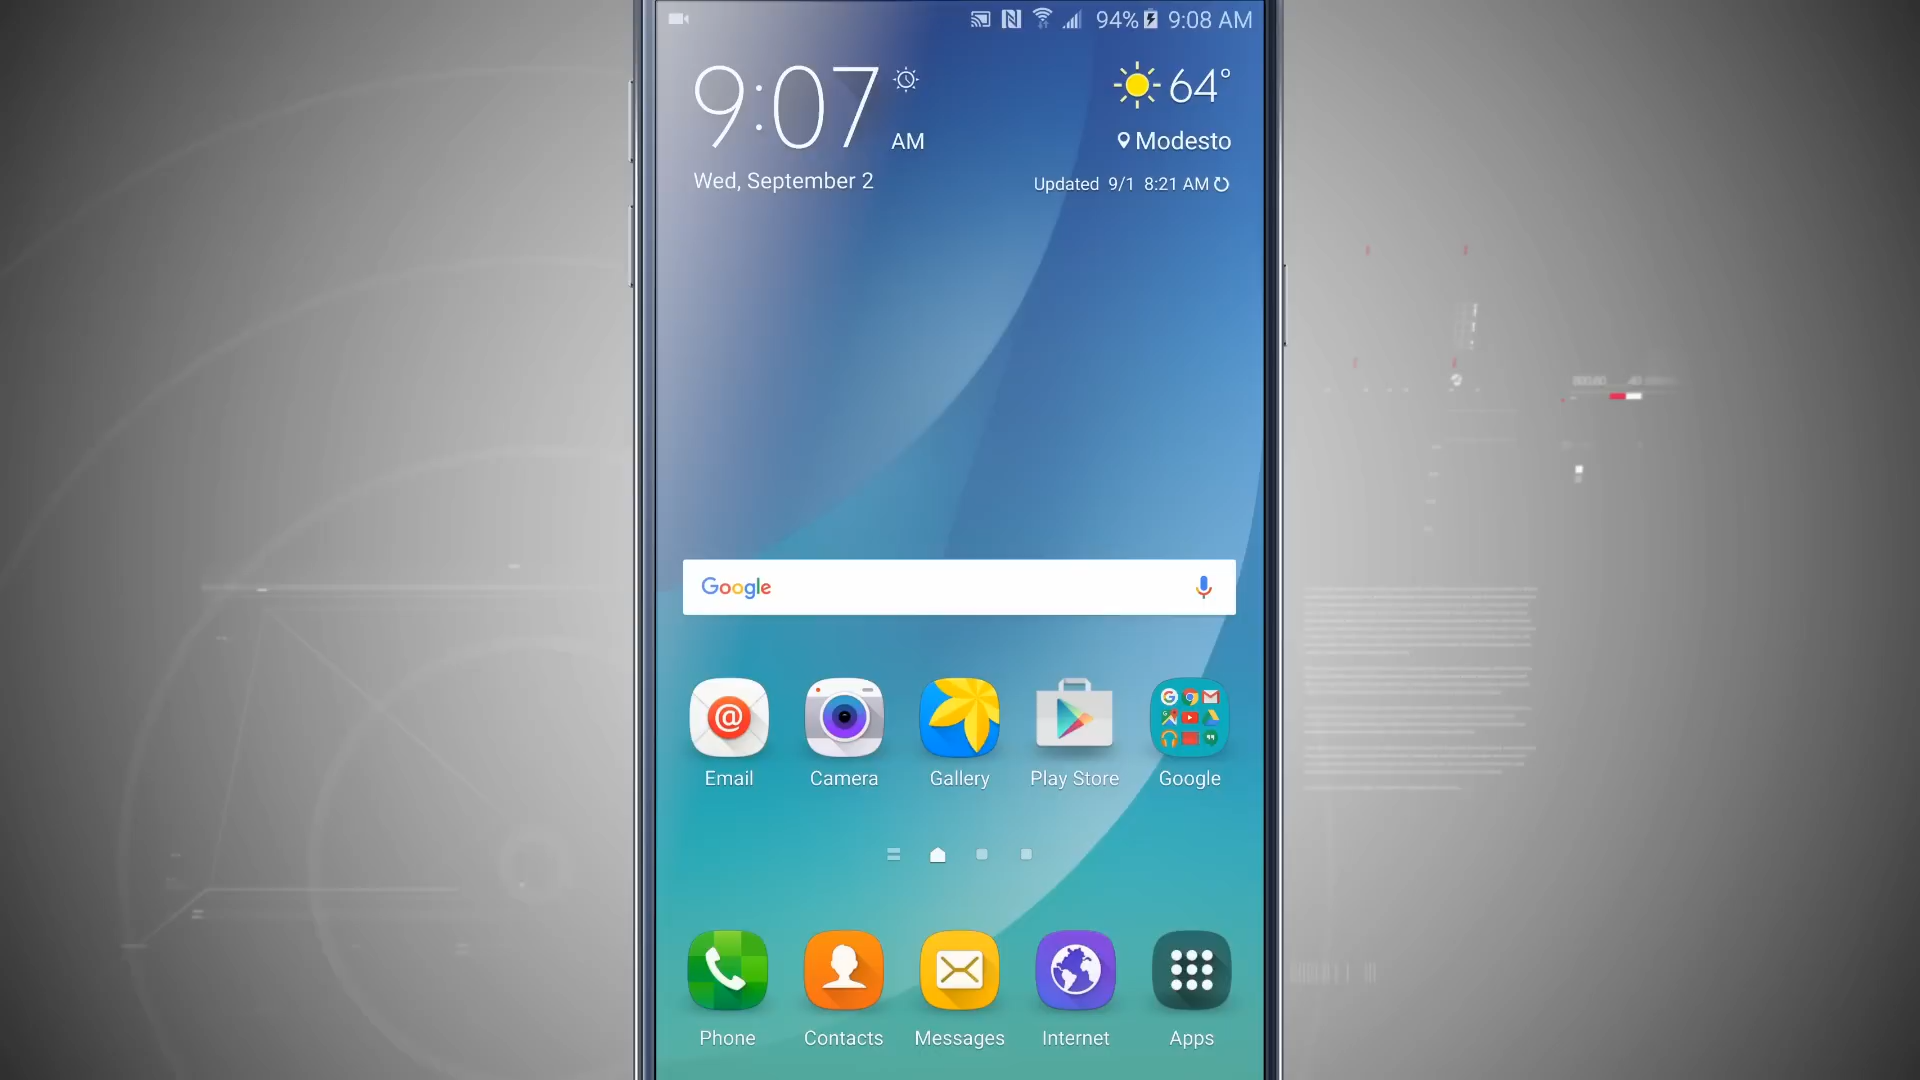 94% 9:08 AM
9:07 AM
Wed, September 2
64°
Modesto
Updated 9/1 8:21 AM
Google
Email Camera Gallery Play Store Google
Phone Contacts Messages Internet Apps